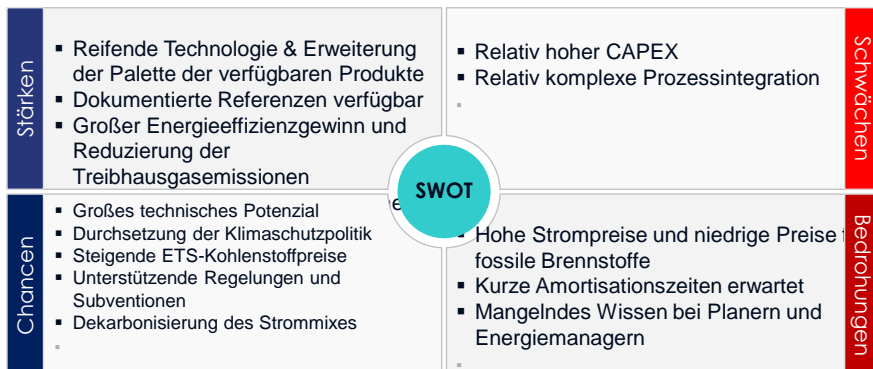 Stärken
Reifende Technologie & Erweiterung
der Palette der verfügbaren Produkte
Dokumentierte Referenzen verfügbar
Großer Energieeffizienzgewinn und
Reduzierung der
Treibhausgasemissionen
Schwächen
Relativ hoher CAPEX
Relativ komplexe Prozessintegration
SWOT
Chancen
Großes technisches Potenzial
Durchsetzung der Klimaschutzpolitik
Steigende ETS-Kohlenstoffpreise
Unterstützende Regelungen und
Subventionen
Dekarbonisierung des Strommixes
Bedrohungen
Hohe Strompreise und niedrige Preise
fossile Brennstoffe
Kurze Amortisationszeiten erwartet
Mangelndes Wissen bei Planern und
Energiemanagern